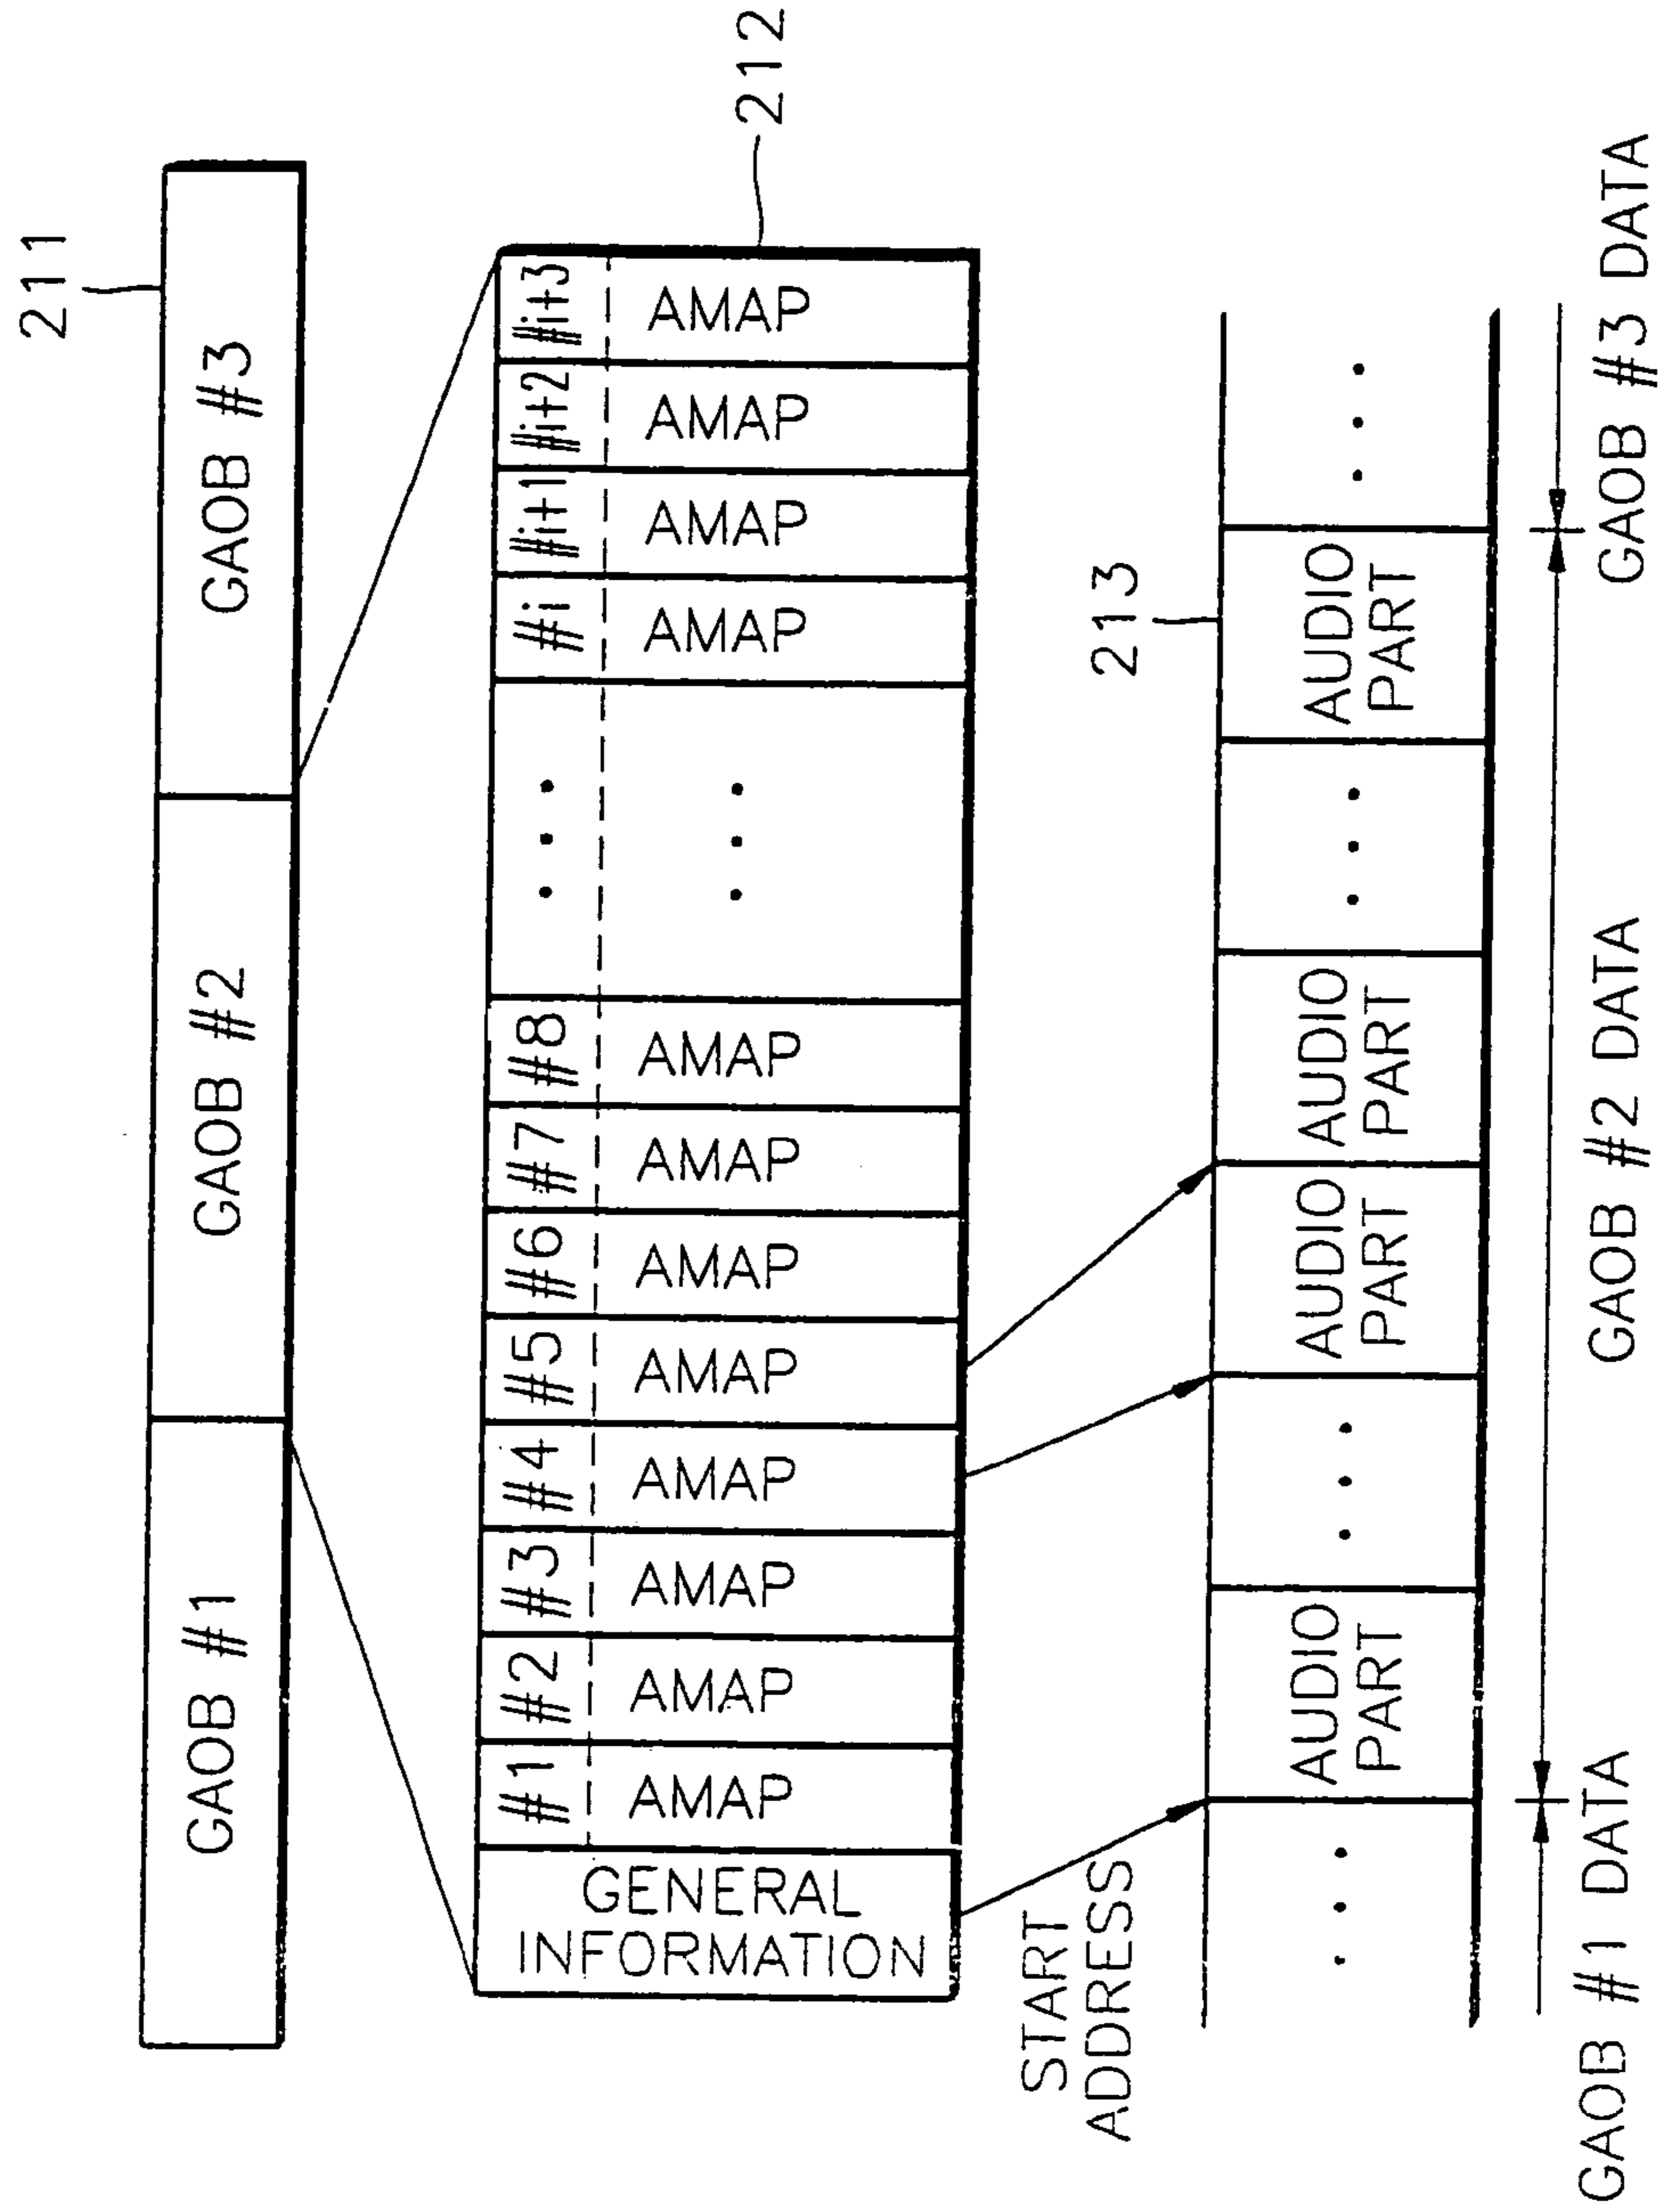 211
GAOB #1
GAOB #2
GAOB #3
212
GENERAL
INFORMATION
#1
#2
#3
#4
#5
#6
#7
#8
. . .
#i
#i+1
#i+2
#i+3
AMAP
AMAP
AMAP
AMAP
AMAP
AMAP
AMAP
AMAP
. . .
AMAP
AMAP
AMAP
AMAP
START
ADDRESS
213
. . .
AUDIO
PART
. . .
AUDIO
PART
AUDIO
PART
. . .
AUDIO
PART
. . .
GAOB #1 DATA
GAOB #2 DATA
GAOB #3 DATA